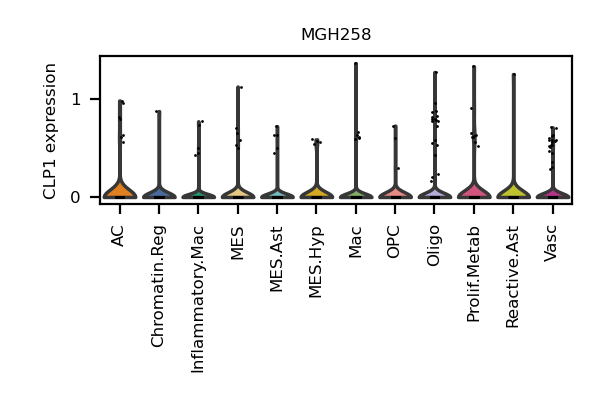 MGH258
CLP1 expression
1
0
AC
Chromatin.Reg
Inflammatory.Mac
MES
MES.Ast
MES.Hyp
Mac
OPC
Oligo
Prolif.Metab
Reactive.Ast
Vasc